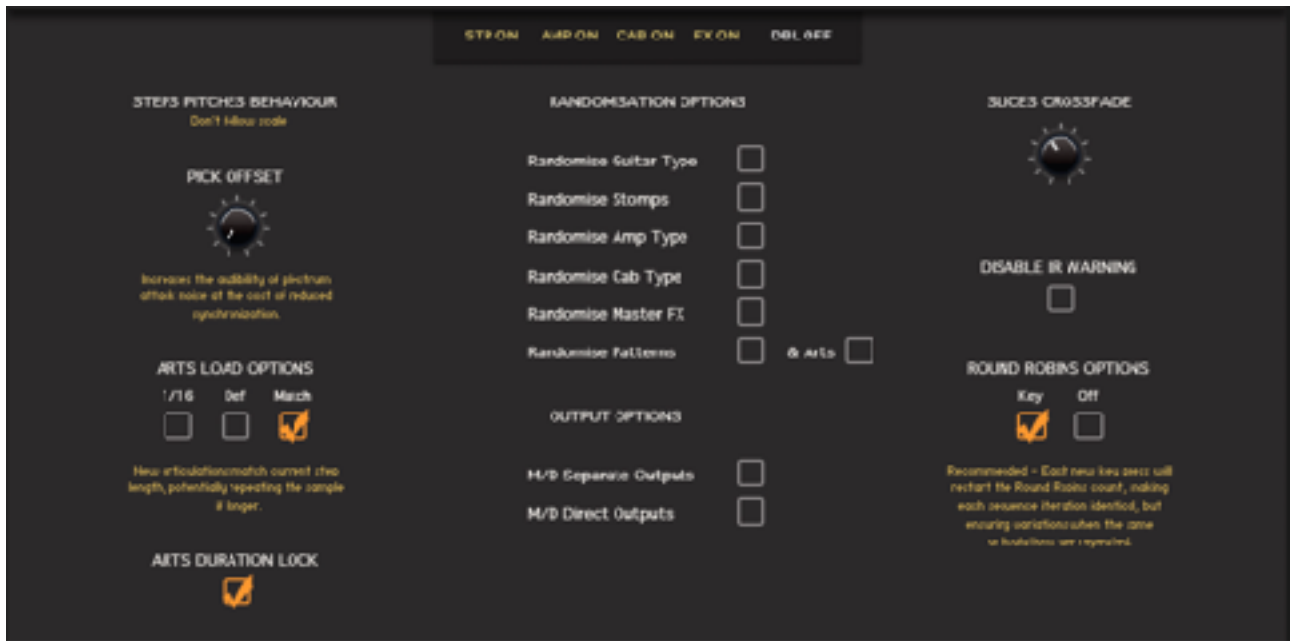 STP ON AMP ON CAB ON FX ON DBL OFF
STEPS PITCHES BEHAVIOUR
Don't follow scale
PICK OFFSET
Increases the audibility of plectrum
attack noise at the cost of reduced
synchronization.
ARTS LOAD OPTIONS
1/16 Def Match
New articulations match current step
length, potentially repeating the sample
if longer.
ARTS DURATION LOCK
RANDOMISATION OPTIONS
Randomise Guitar Type
Randomise Stomps
Randomise Amp Type
Randomise Cab Type
Randomise Master FX
Randomise Patterns & Arts
OUTPUT OPTIONS
M/D Separate Outputs
M/D Direct Outputs
SLICES CROSSFADE
DISABLE IR WARNING
ROUND ROBINS OPTIONS
Key Off
Recommended - Each new key press will
restart the Round Robins count, making
each sequence iteration identical, but
ensuring variations when the same
articulations are repeated.